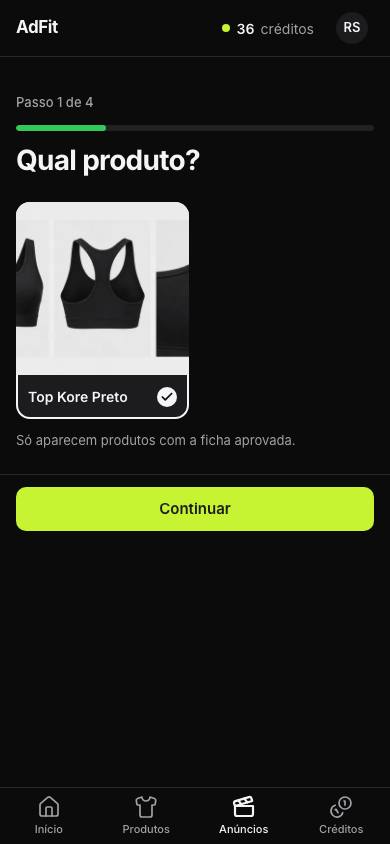 AdFit
36 créditos
RS
Passo 1 de 4
Qual produto?
Top Kore Preto
Só aparecem produtos com a ficha aprovada.
Continuar
Início
Produtos
Anúncios
Créditos